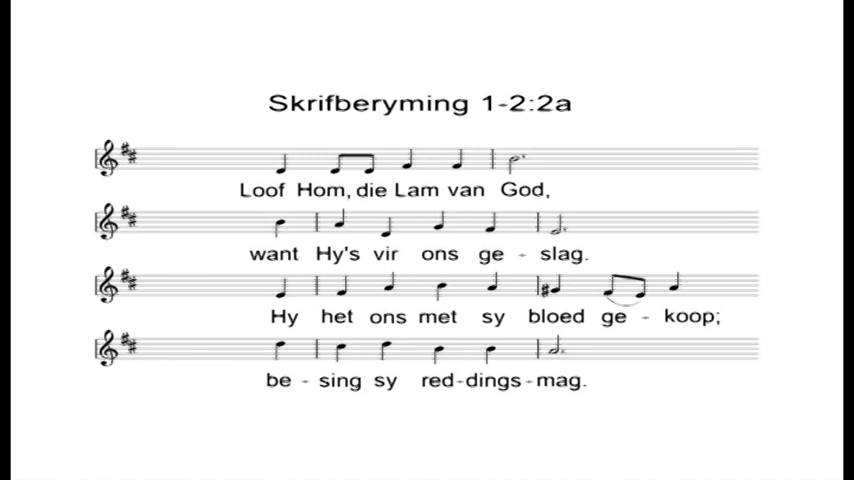 Skrifberyming 1-2:2a
Loof Hom, die Lam van God,
want Hy's vir ons ge - slag.
Hy het ons met sy bloed ge - koop;
be - sing sy red-dings-mag.